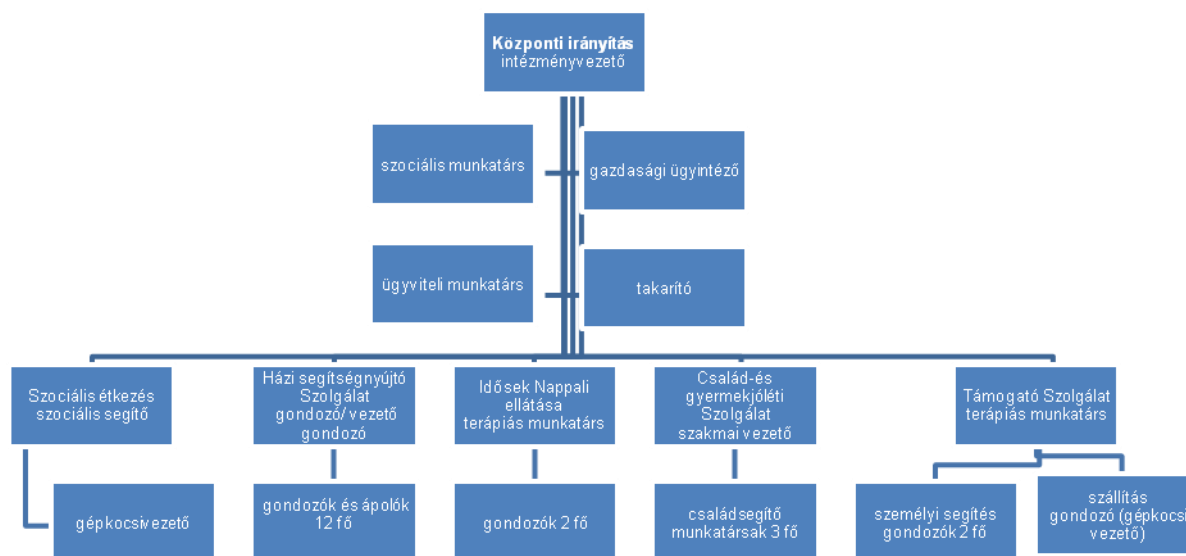 Központi irányítás
intézményvezető
szociális munkatárs
gazdasági ügyintéző
ügyviteli munkatárs
takarító
Szociális étkezés
szociális segítő
Házi segítségnyújtó
Szolgálat
gondozó/ vezető
gondozó
Idősek Nappali
ellátása
terápiás munkatárs
Család-és
gyermekjóléti
Szolgálat
szakmai vezető
Támogató Szolgálat
terápiás munkatárs
gépkocsivezető
gondozók és ápolók
12 fő
gondozók 2 fő
családsegítő
munkatársak 3 fő
személyi segítés
gondozók 2 fő
szállítás
gondozó (gépkocsi
vezető)